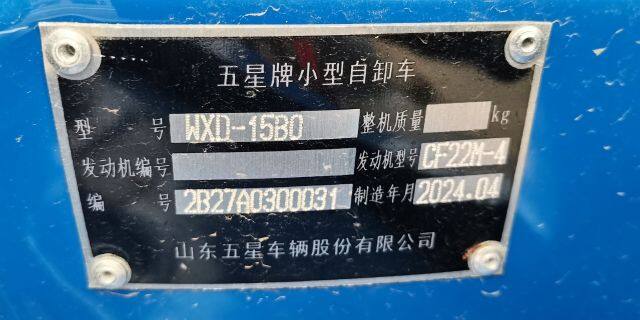 五星牌小型自卸车
型 号 WXD-15B0 整机质量 kg
发动机编号 发动机型号 CF22M-4
编 号 2B27A0300031 制造年月 2024.04
山东五星车辆股份有限公司